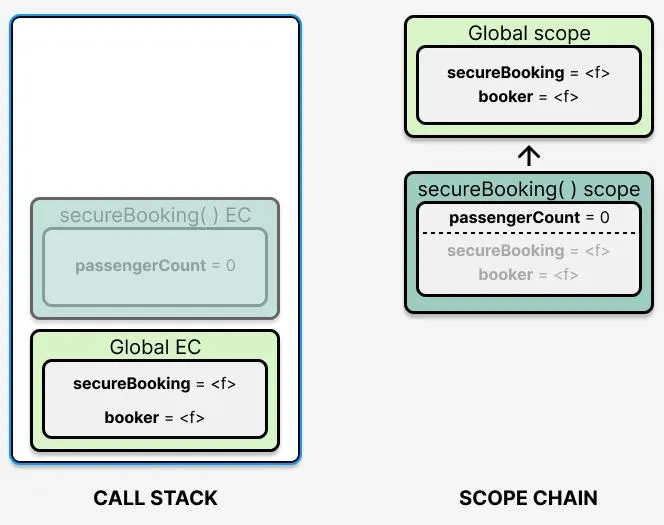 secureBooking( ) EC
passengerCount = 0
Global EC
secureBooking = <f>
booker = <f>
CALL STACK
Global scope
secureBooking = <f>
booker = <f>
secureBooking( ) scope
passengerCount = 0
secureBooking = <f>
booker = <f>
SCOPE CHAIN